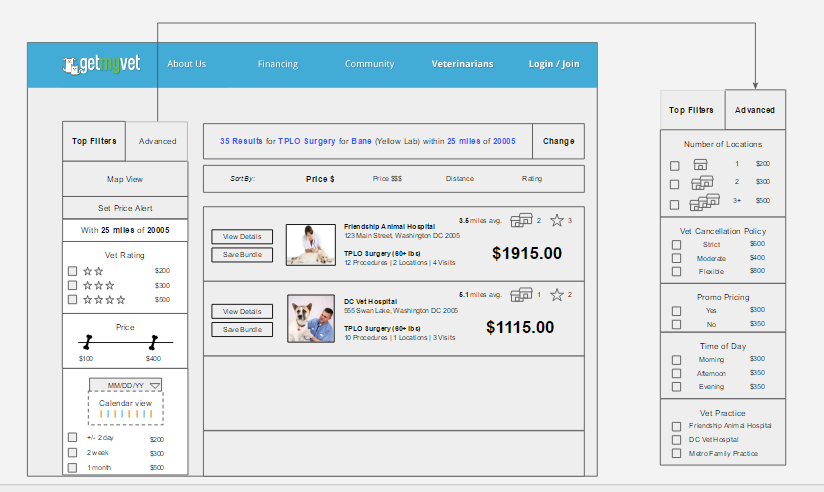 getmyvet
About Us
Financing
Community
Veterinarians
Login / Join
Top Filters
Advanced
Map View
Set Price Alert
With 25 miles of 20005
Vet Rating
$200
$300
$500
Price
$100
$400
MM/DD/YY
Calendar view
+/- 2 day
$200
2 week
$300
1 month
$500
35 Results for TPLO Surgery for Bane (Yellow Lab) within 25 miles of 20005
Change
Sort By:
Price $
Price $$$
Distance
Rating
View Details
Save Bundle
Friendship Animal Hospital
123 Main Street, Washington DC 2005
TPLO Surgery (60+ lbs)
12 Procedures | 2 Locations | 4 Visits
3.5 miles avg.
2
3
$1915.00
View Details
Save Bundle
DC Vet Hospital
555 Swan Lake, Washington DC 2005
TPLO Surgery (60+ lbs)
10 Procedures | 1 Locations | 3 Visits
5.1 miles avg.
1
2
$1115.00
Top Filters
Advanced
Number of Locations
1
$200
2
$300
3+
$500
Vet Cancellation Policy
Strict
$600
Moderate
$400
Flexible
$800
Promo Pricing
Yes
$300
No
$350
Time of Day
Morning
$300
Afternoon
$350
Evening
$350
Vet Practice
Friendship Animal Hospital
DC Vet Hospital
Metro Family Practice